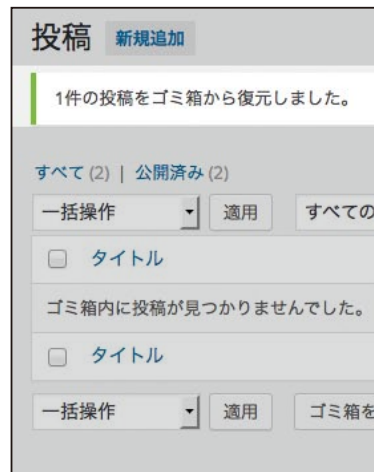 投稿 新規追加
1件の投稿をゴミ箱から復元しました。
すべて (2) | 公開済み (2)
一括操作 適用 すべての
タイトル
ゴミ箱内に投稿が見つかりませんでした。
タイトル
一括操作 適用 ゴミ箱を